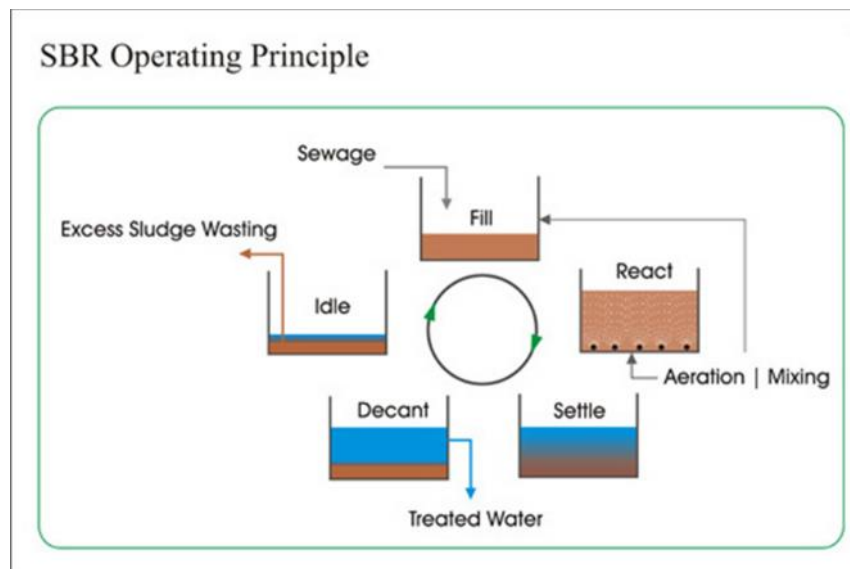 SBR Operating Principle
Sewage
Fill
Excess Sludge Wasting
React
Idle
Aeration | Mixing
Decant
Settle
Treated Water